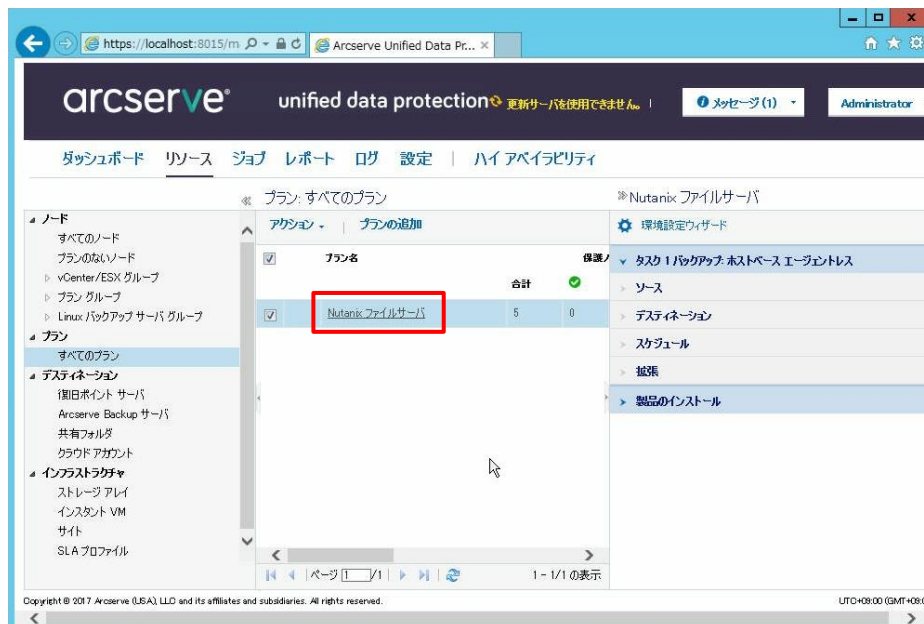 https://localhost:8015/m
Arcserve Unified Data Pr... ×
arcserve®
unified data protection
更新サーバを使用できません。 |
メッセージ (1)
Administrator
ダッシュボード リソース ジョブ レポート ログ 設定 | ハイ アベイラビリティ
プラン: すべてのプラン
Nutanix ファイルサーバ
ノード
すべてのノード
プランのないノード
vCenter/ESX グループ
プラン グループ
Linux バックアップ サーバ グループ
プラン
すべてのプラン
デスティネーション
復旧ポイント サーバ
Arcserve Backup サーバ
共有フォルダ
クラウド アカウント
インフラストラクチャ
ストレージ アレイ
インスタント VM
サイト
SLA プロファイル
アクション | プランの追加
プラン名
保護ノ
合計
Nutanix ファイルサーバ 5 0
ページ 1 /1
1 - 1/1 の表示
環境設定ウィザード
タスク 1 バックアップ: ホストベース エージェントレス
ソース
デスティネーション
スケジュール
拡張
製品のインストール
Copyright © 2017 Arcserve (USA), LLC and its affiliates and subsidiaries. All rights reserved.
UTC+09:00 (GMT+09:0